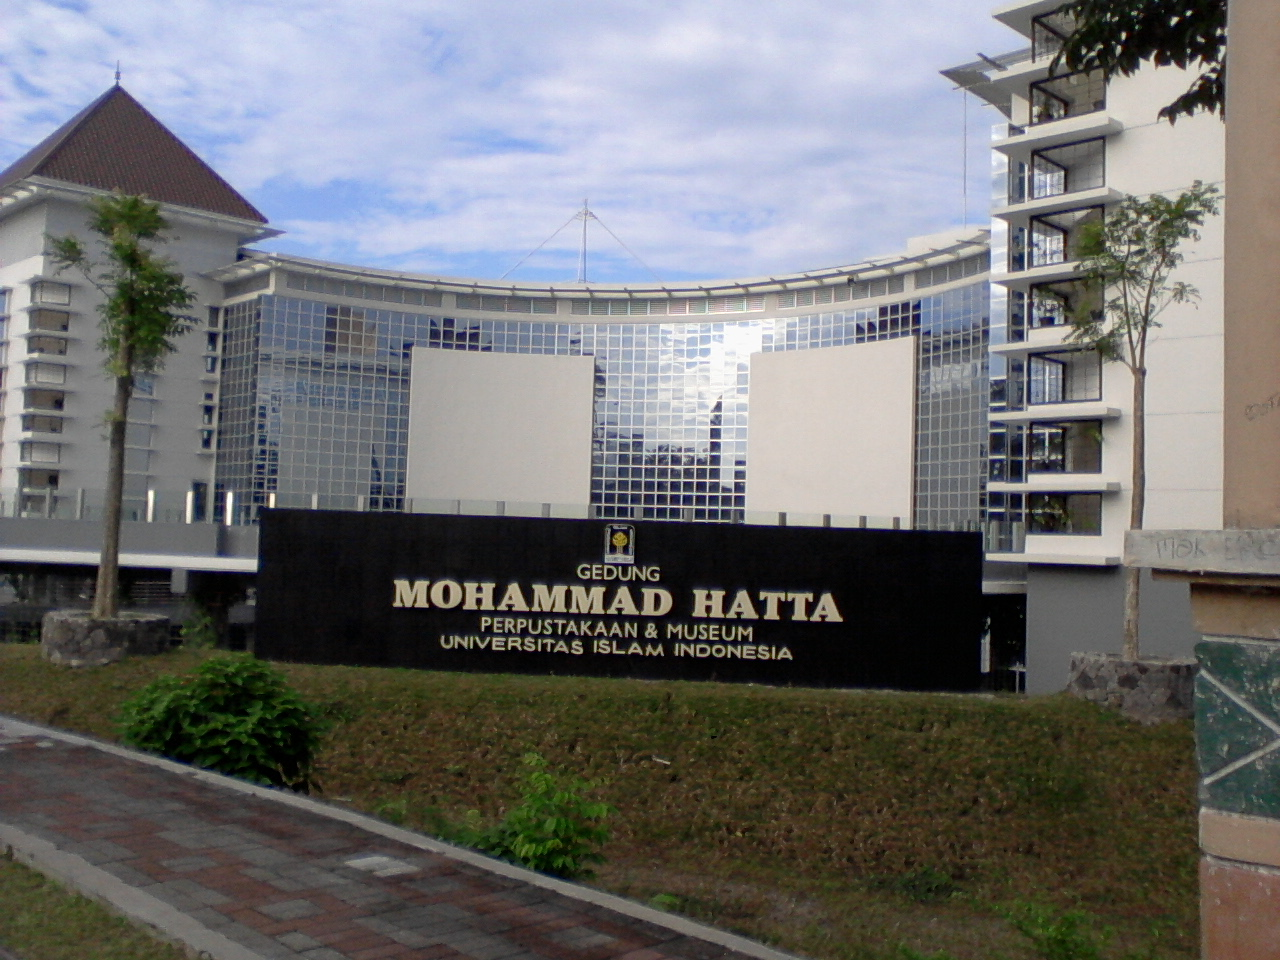 GEDUNG
MOHAMMAD HATTA
PERPUSTAKAAN & MUSEUM
UNIVERSITAS ISLAM INDONESIA